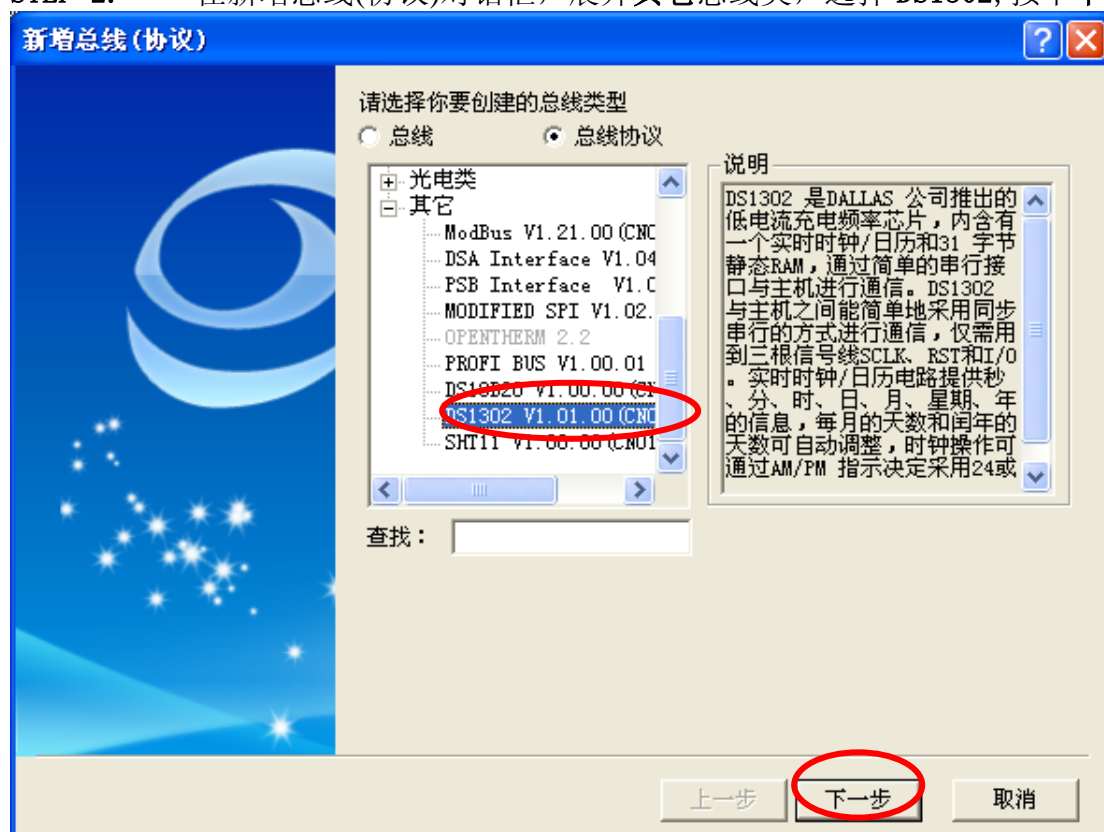 新增总线(协议)
请选择你要创建的总线类型
总线
总线协议
光电类
其它
ModBus V1.21.00(CNC
DSA Interface V1.04
PSB Interface V1.C
MODIFIED SPI V1.02.
OPENTHERM 2.2
PROFI BUS V1.00.01
DS18B20 V1.00.00(CN
DS1302 V1.01.00(CNC
SHT11 V1.00.00(CN01
说明
DS1302 是DALLAS 公司推出的
低电流充电频率芯片，内含有
一个实时时钟/日历和31 字节
静态RAM，通过简单的串行接
口与主机进行通信。DS1302
与主机之间能简单地采用同步
串行的方式进行通信，仅需用
到三根信号线SCLK、RST和I/O
。实时时钟/日历电路提供秒
、分、时、日、月、星期、年
的信息，每月的天数和闰年的
天数可自动调整，时钟操作可
通过AM/PM 指示决定采用24或
查找：
上一步
下一步
取消